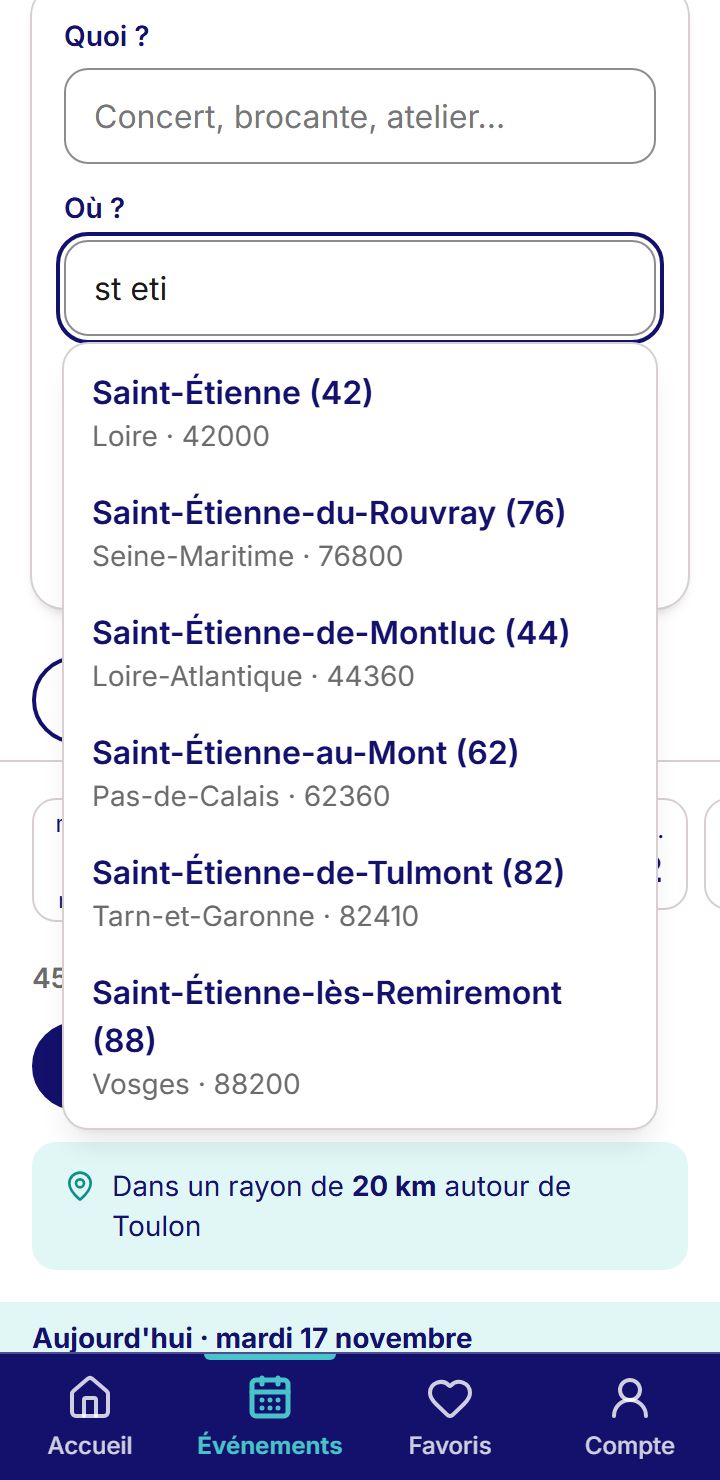 Quoi ?
Concert, brocante, atelier...
Où ?
st eti
Saint-Étienne (42)
Loire · 42000
Saint-Étienne-du-Rouvray (76)
Seine-Maritime · 76800
Saint-Étienne-de-Montluc (44)
Loire-Atlantique · 44360
Saint-Étienne-au-Mont (62)
Pas-de-Calais · 62360
Saint-Étienne-de-Tulmont (82)
Tarn-et-Garonne · 82410
Saint-Étienne-lès-Remiremont
(88)
Vosges · 88200
45
Dans un rayon de 20 km autour de
Toulon
Aujourd'hui · mardi 17 novembre
Accueil
Événements
Favoris
Compte